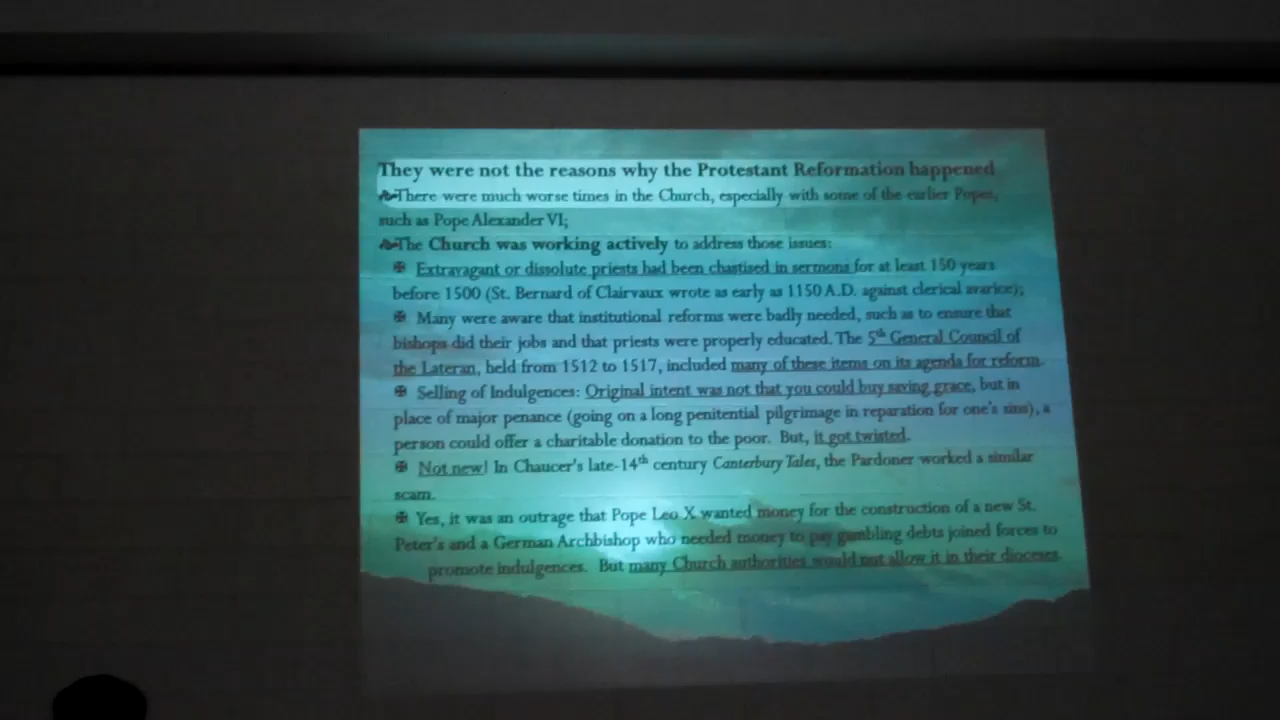 They were not the reasons why the Protestant Reformation happened
There were much worse times in the Church, especially with some of the earlier Popes,
such as Pope Alexander VI;
The Church was working actively to address those issues:
✠ Extravagant or dissolute priests had been chastised in sermons for at least 150 years
before 1500 (St. Bernard of Clairvaux wrote as early as 1150 A.D. against clerical avarice);
✠ Many were aware that institutional reforms were badly needed, such as to ensure that
bishops did their jobs and that priests were properly educated. The 5th General Council of
the Lateran, held from 1512 to 1517, included many of these items on its agenda for reform.
✠ Selling of Indulgences: Original intent was not that you could buy saving grace, but in
place of major penance (going on a long penitential pilgrimage in reparation for one's sins), a
person could offer a charitable donation to the poor. But, it got twisted.
✠ Not new! In Chaucer's late-14th century Canterbury Tales, the Pardoner worked a similar
scam.
✠ Yes, it was an outrage that Pope Leo X wanted money for the construction of a new St.
Peter's and a German Archbishop who needed money to pay gambling debts joined forces to
promote indulgences. But many Church authorities would not allow it in their dioceses.